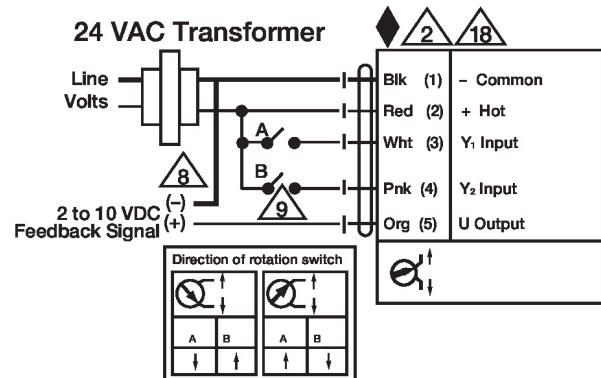 24 VAC Transformer
2 18
Line
Volts
Blk (1) – Common
Red (2) + Hot
A
Wht (3) Y₁ Input
B
Pnk (4) Y₂ Input
8
9
(–)
2 to 10 VDC
Feedback Signal (+)
Org (5) U Output
Direction of rotation switch
A B A B